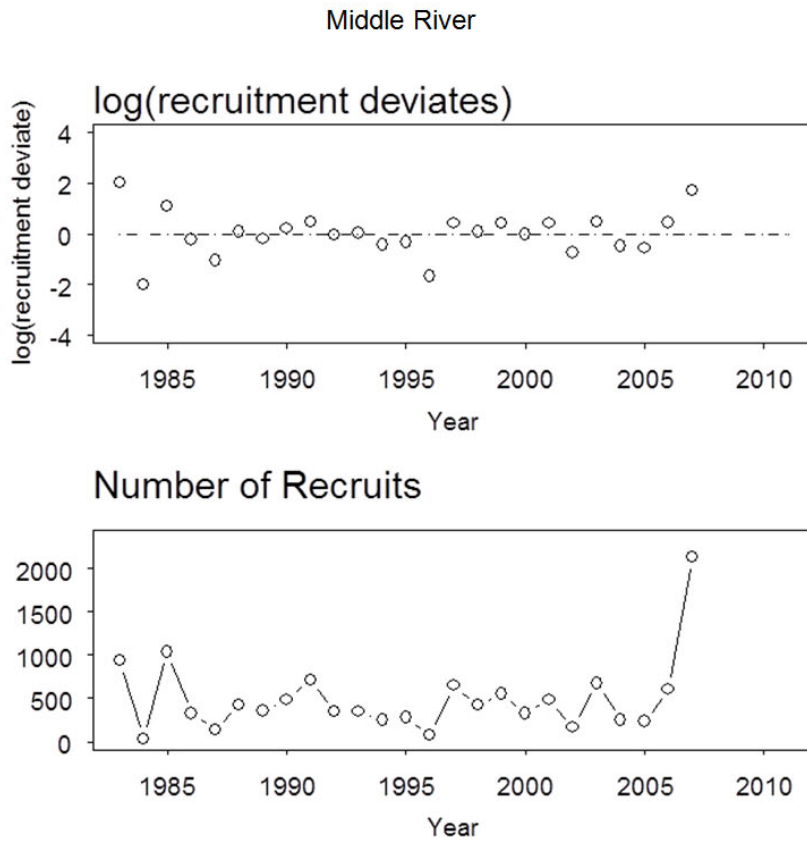 Middle River
log(recruitment deviates)
log(recruitment deviate)
4
2
0
-2
-4
1985 1990 1995 2000 2005 2010
Year
Number of Recruits
2000
1500
1000
500
0
1985 1990 1995 2000 2005 2010
Year